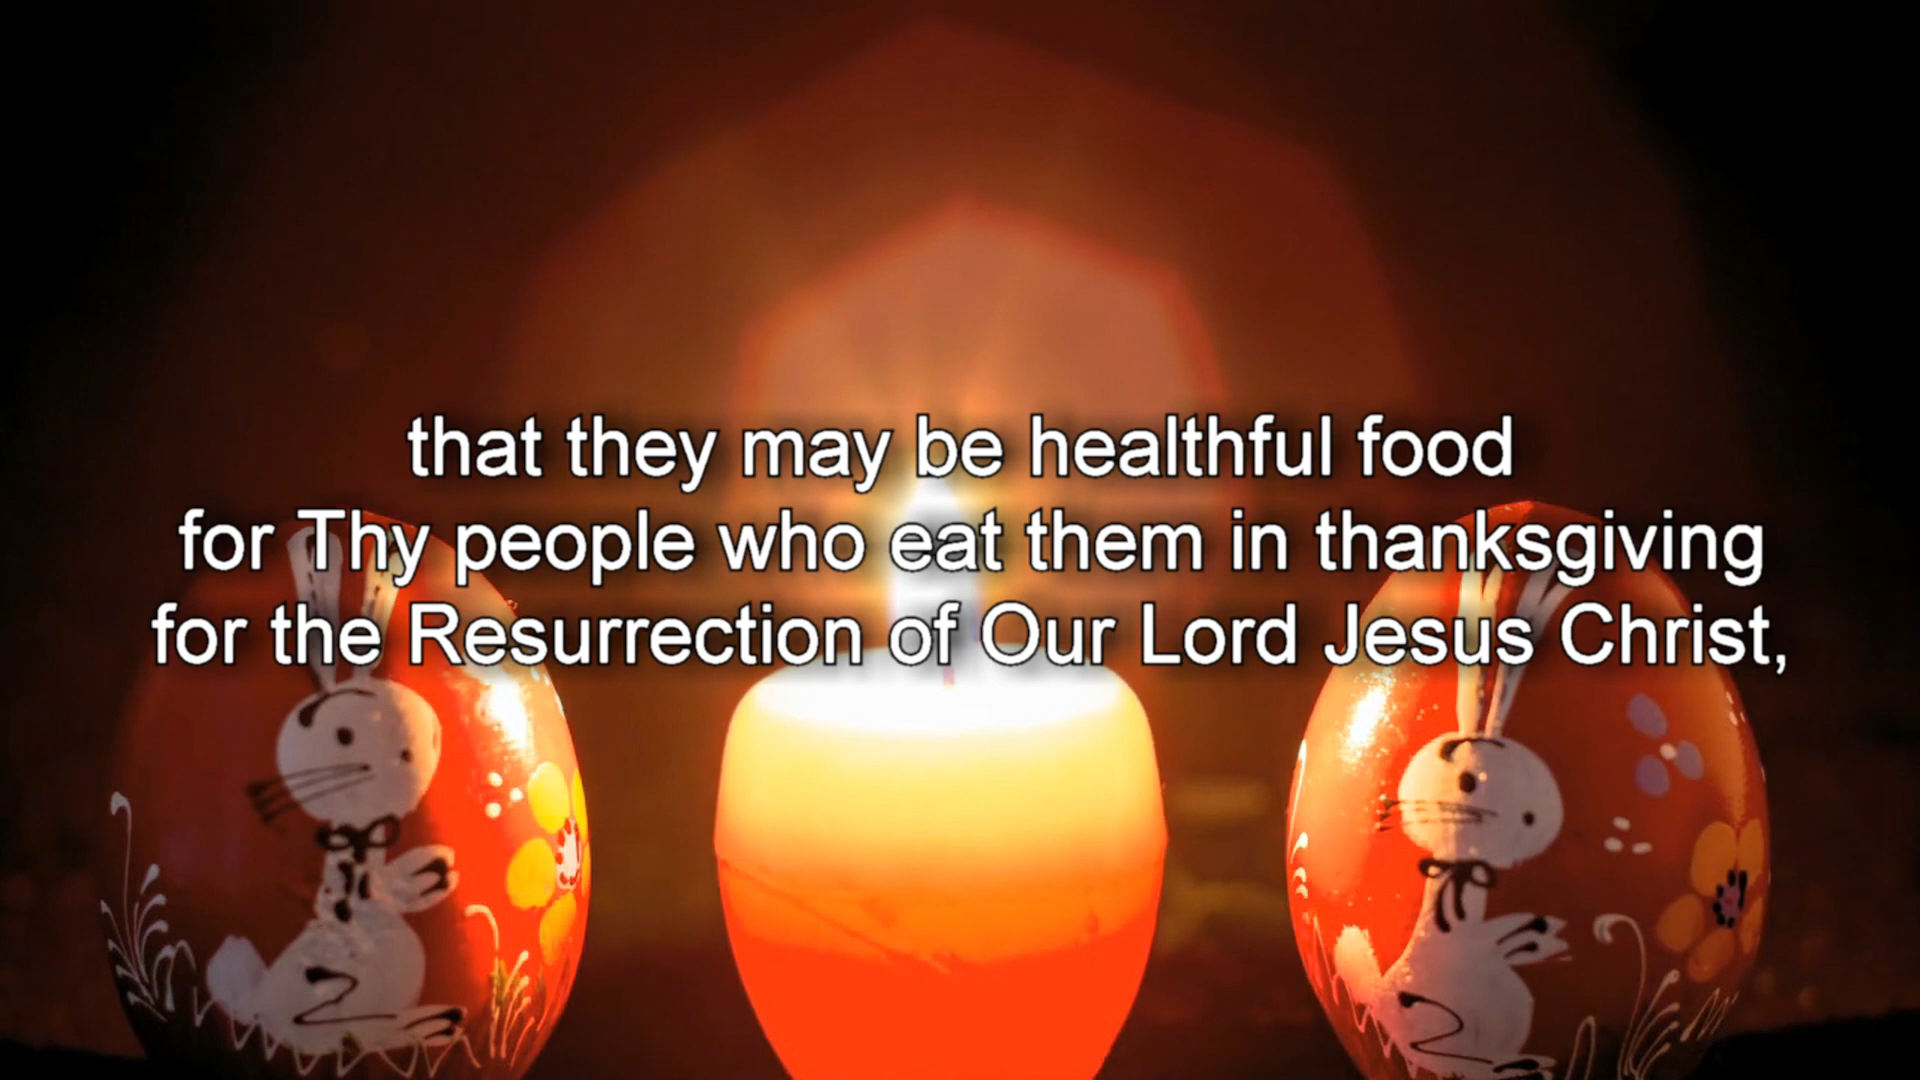 that they may be healthful food
for Thy people who eat them in thanksgiving
for the Resurrection of Our Lord Jesus Christ,